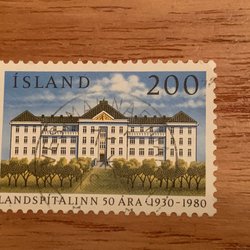 ÍSLAND 200
LANDSPÍTALINN 50 ÁRA 1930-1980